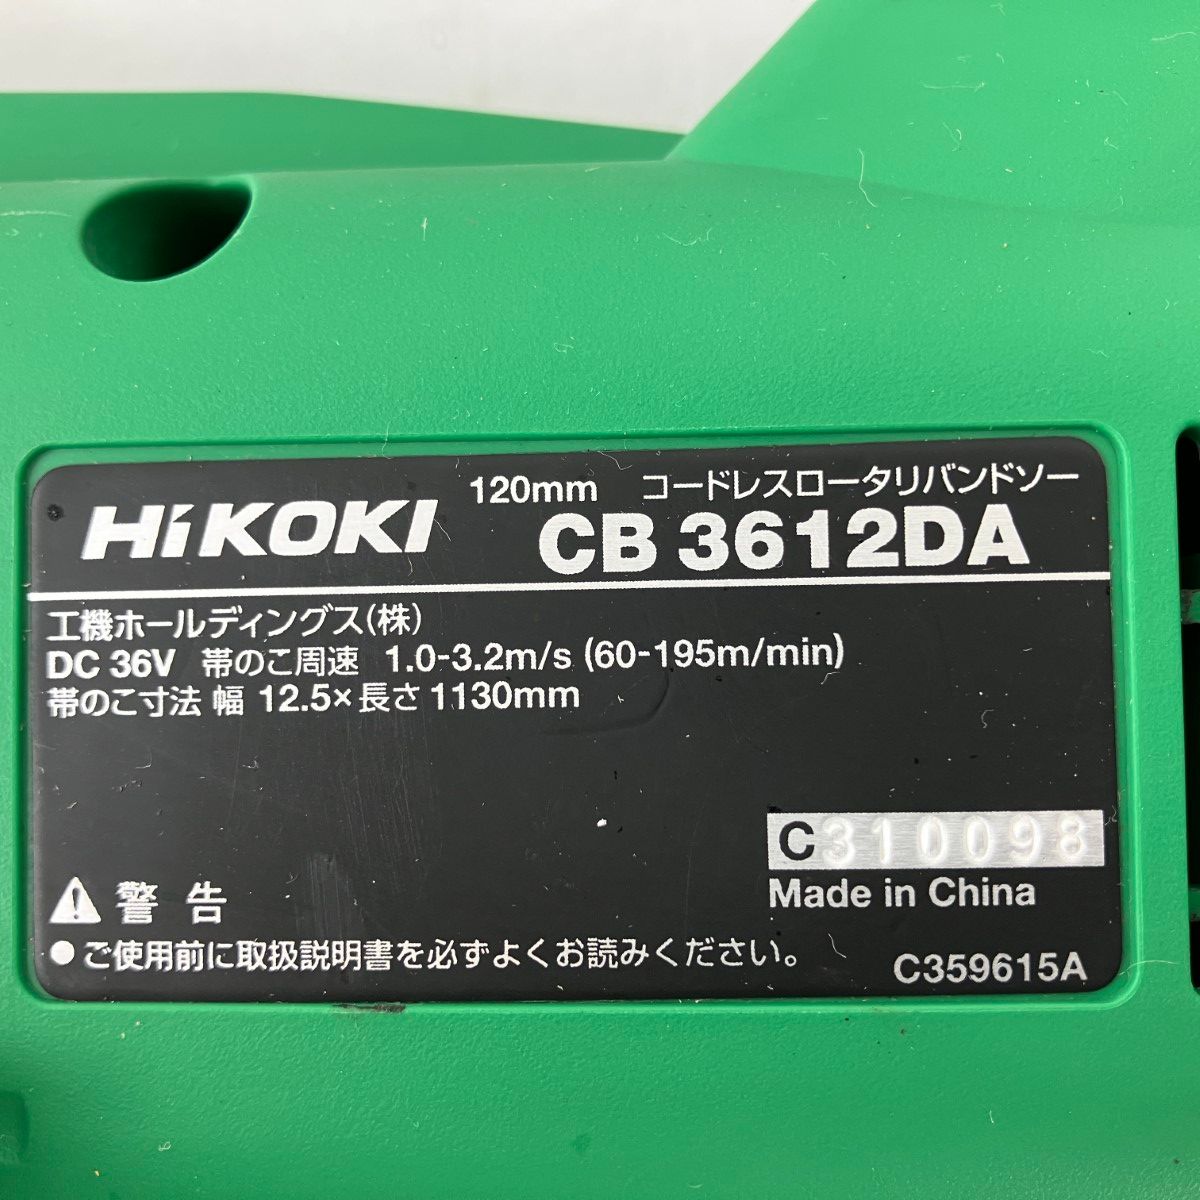 120mm コードレスロータリバンドソー
HiKOKI CB 3612DA
工機ホールディングス(株)
DC 36V 帯のこ周速 1.0-3.2m/s (60-195m/min)
帯のこ寸法 幅 12.5×長さ 1130mm
C310098
Made in China
警告
●ご使用前に取扱説明書を必ずよくお読みください。
C359615A